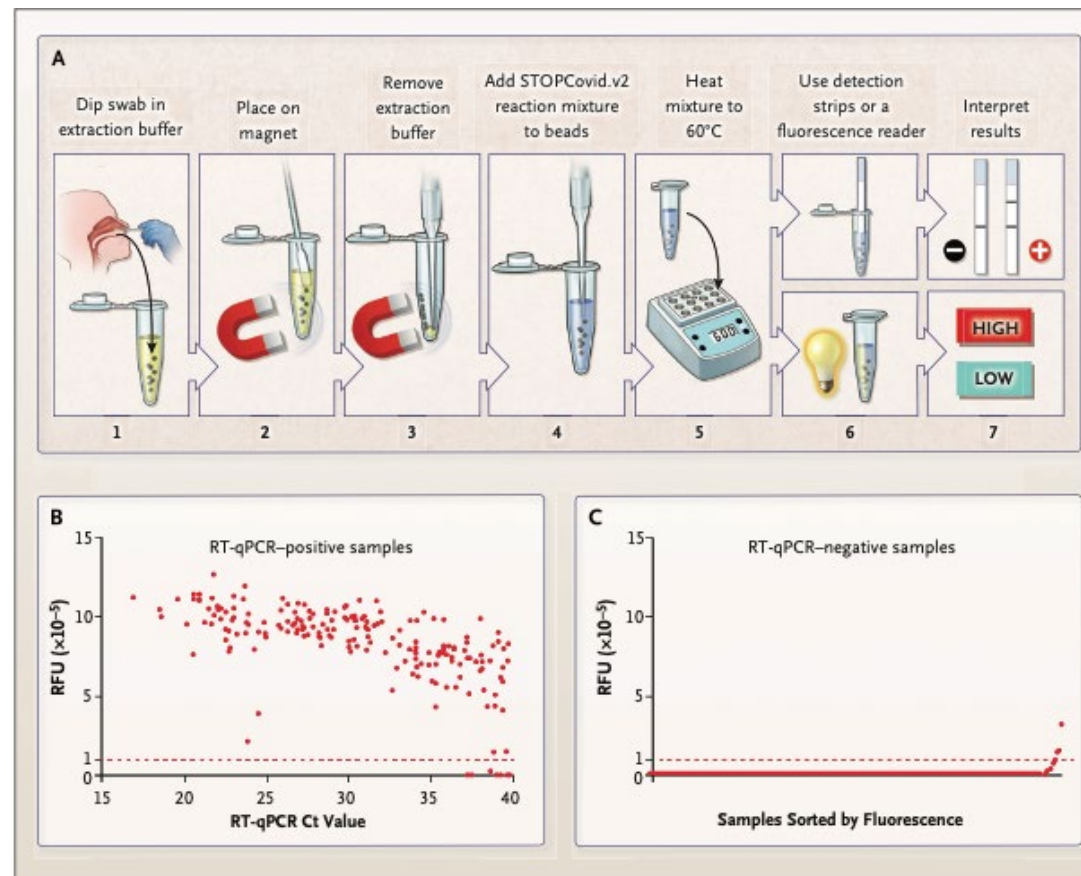 A
Dip swab in
extraction buffer
Place on
magnet
Remove
extraction
buffer
Add STOPCovid.v2
reaction mixture
to beads
Heat
mixture to
60°C
Use detection
strips or a
fluorescence reader
Interpret
results
600
HIGH
LOW
1
2
3
4
5
6
7
B
RT-qPCR–positive samples
RFU (×10⁻⁵)
15
10
5
1
0
15
20
25
30
35
40
RT-qPCR Ct Value
C
RT-qPCR–negative samples
RFU (×10⁻⁵)
15
10
5
1
0
Samples Sorted by Fluorescence